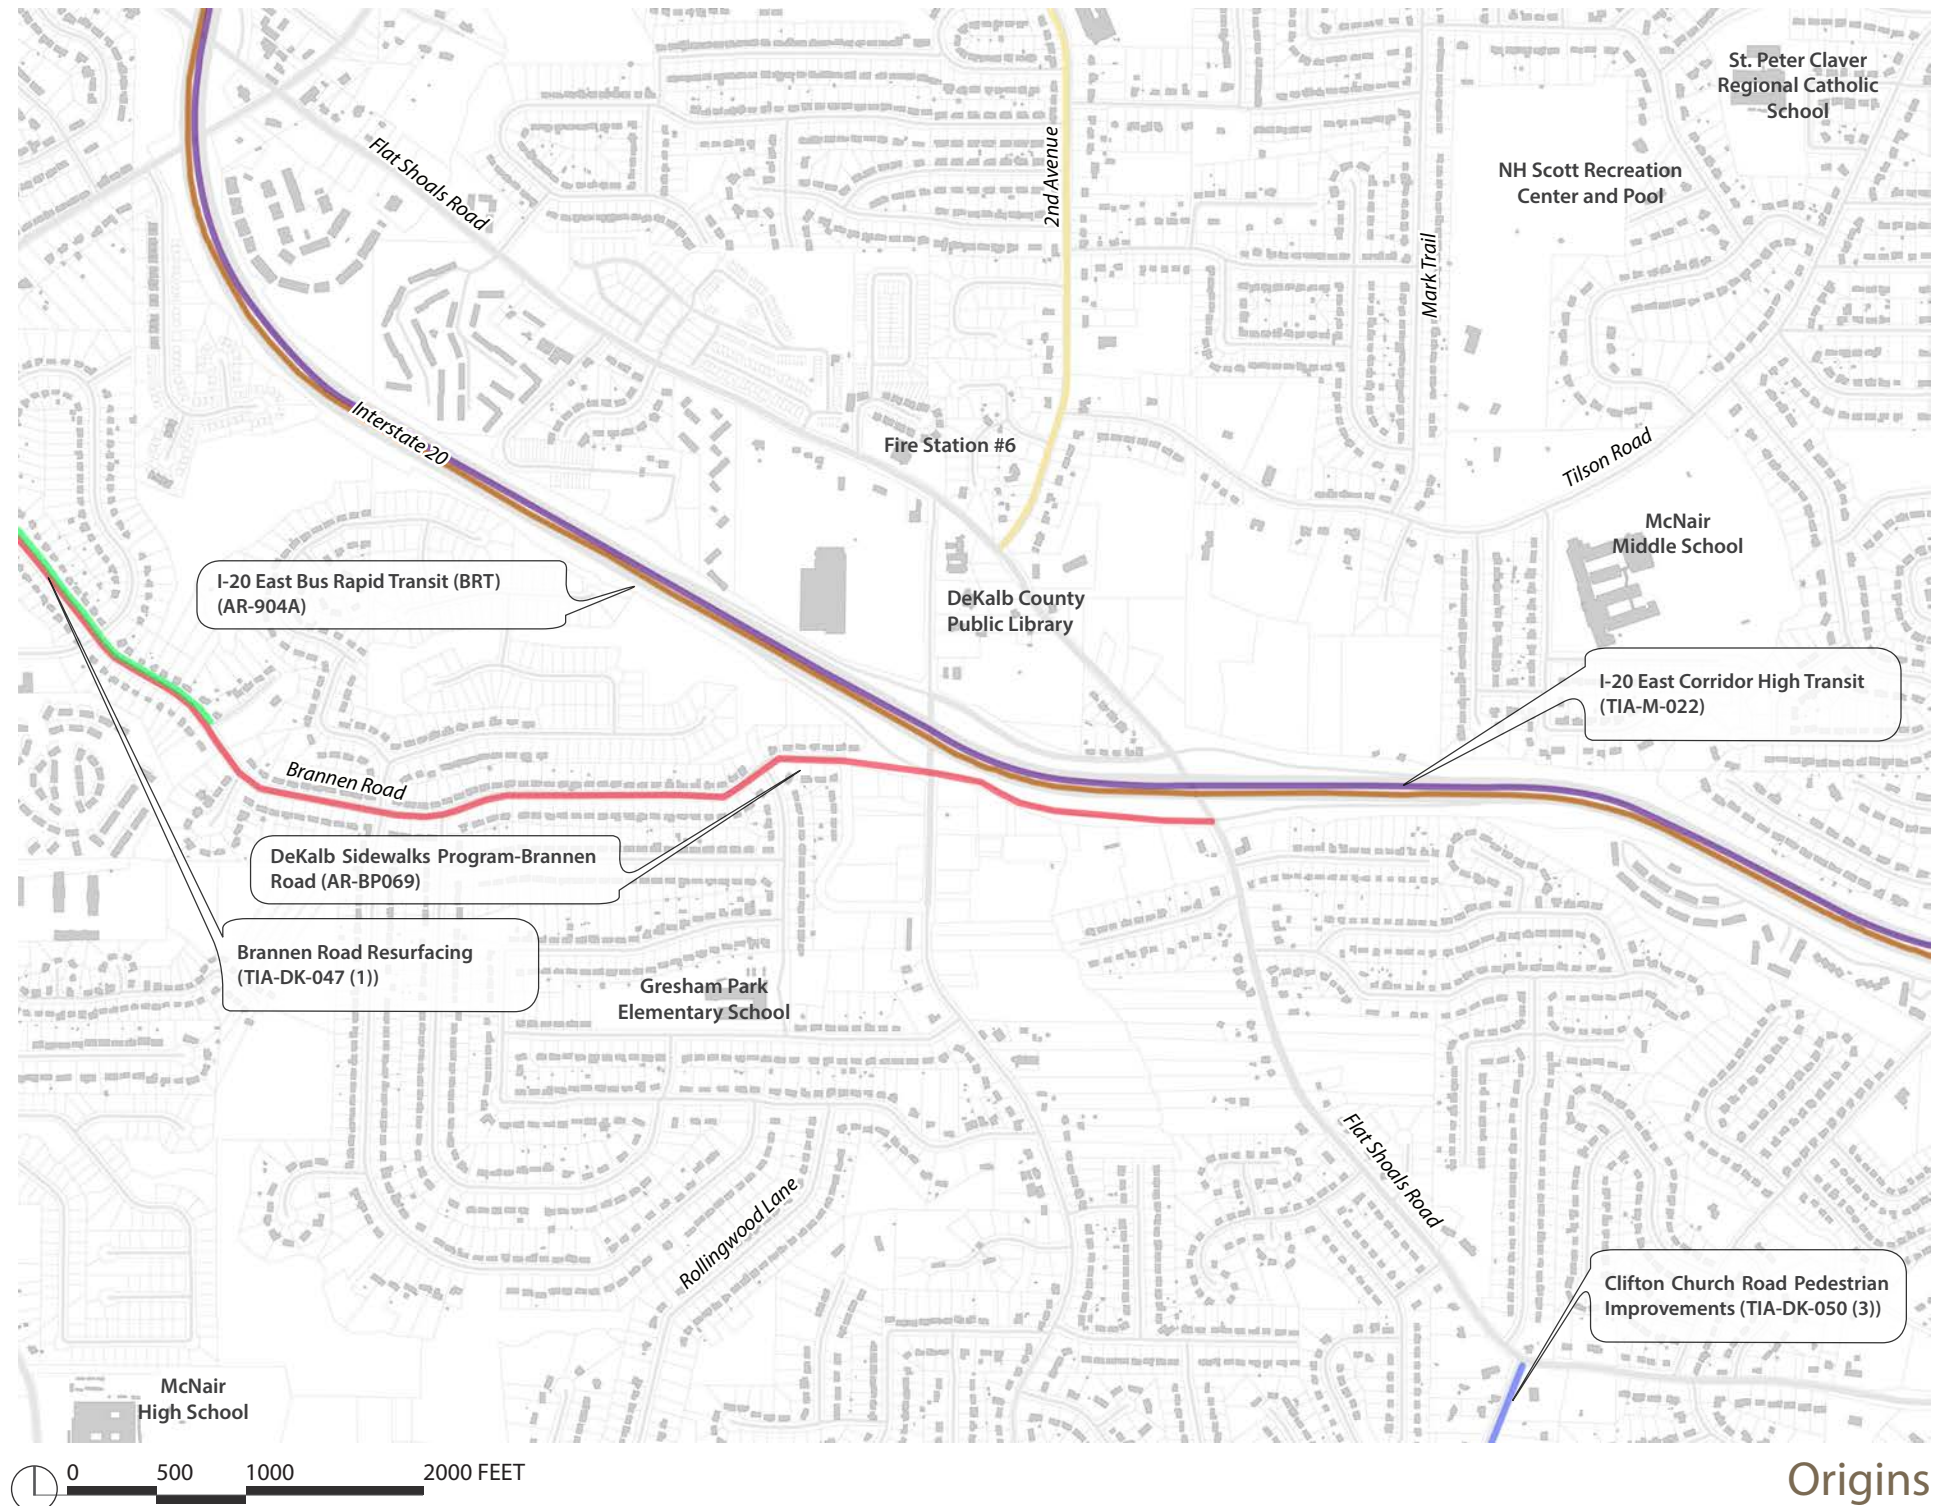 St. Peter Claver
Regional Catholic
School
Flat Shoals Road
2nd Avenue
NH Scott Recreation
Center and Pool
Mark Trail
Interstate 20
Fire Station #6
Tilson Road
McNair
Middle School
I-20 East Bus Rapid Transit (BRT)
(AR-904A)
DeKalb County
Public Library
I-20 East Corridor High Transit
(TIA-M-022)
Brannen Road
DeKalb Sidewalks Program-Brannen
Road (AR-BP069)
Brannen Road Resurfacing
(TIA-DK-047 (1))
Gresham Park
Elementary School
Flat Shoals Road
Rollingwood Lane
Clifton Church Road Pedestrian
Improvements (TIA-DK-050 (3))
McNair
High School
0 500 1000 2000 FEET
Origins